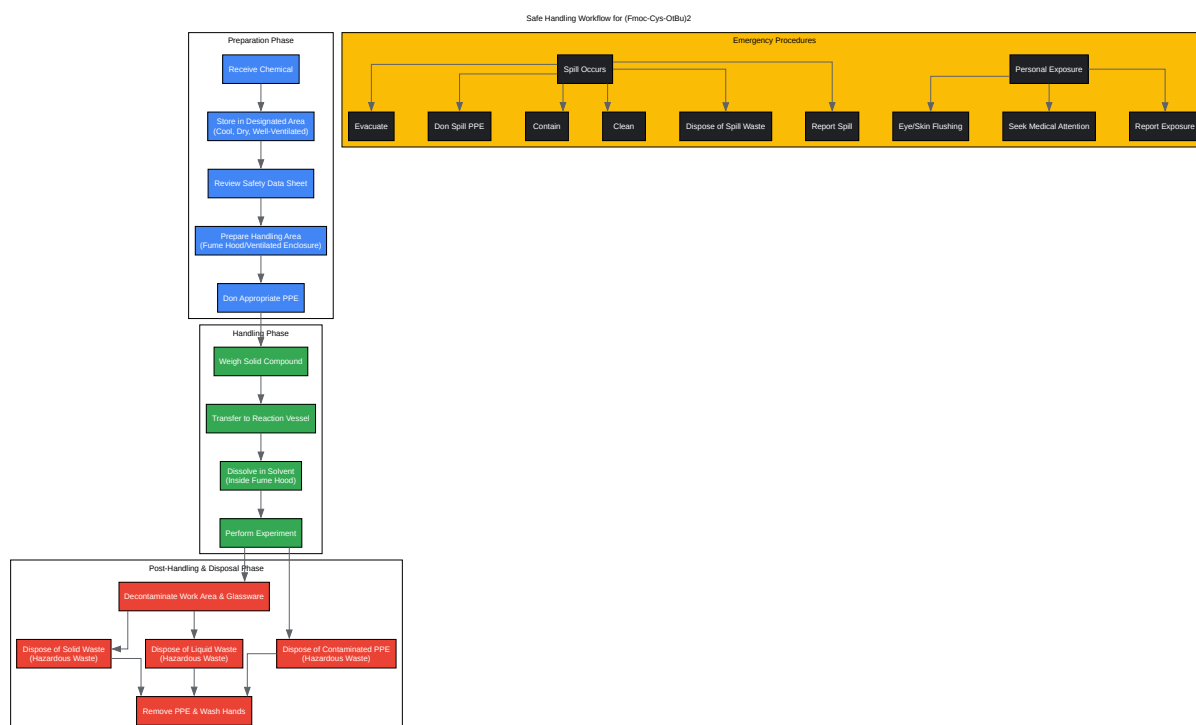 Safe Handling Workflow for (Fmoc-Cys-OtBu)2
Preparation Phase
Receive Chemical
Store in Designated Area
(Cool, Dry, Well-Ventilated)
Review Safety Data Sheet
Prepare Handling Area
(Fume Hood/Ventilated Enclosure)
Don Appropriate PPE
Emergency Procedures
Spill Occurs
Personal Exposure
Evacuate
Don Spill PPE
Contain
Clean
Dispose of Spill Waste
Report Spill
Eye/Skin Flushing
Seek Medical Attention
Report Exposure
Handling Phase
Weigh Solid Compound
Transfer to Reaction Vessel
Dissolve in Solvent
(Inside Fume Hood)
Perform Experiment
Post-Handling & Disposal Phase
Decontaminate Work Area & Glassware
Dispose of Solid Waste
(Hazardous Waste)
Dispose of Liquid Waste
(Hazardous Waste)
Dispose of Contaminated PPE
(Hazardous Waste)
Remove PPE & Wash Hands